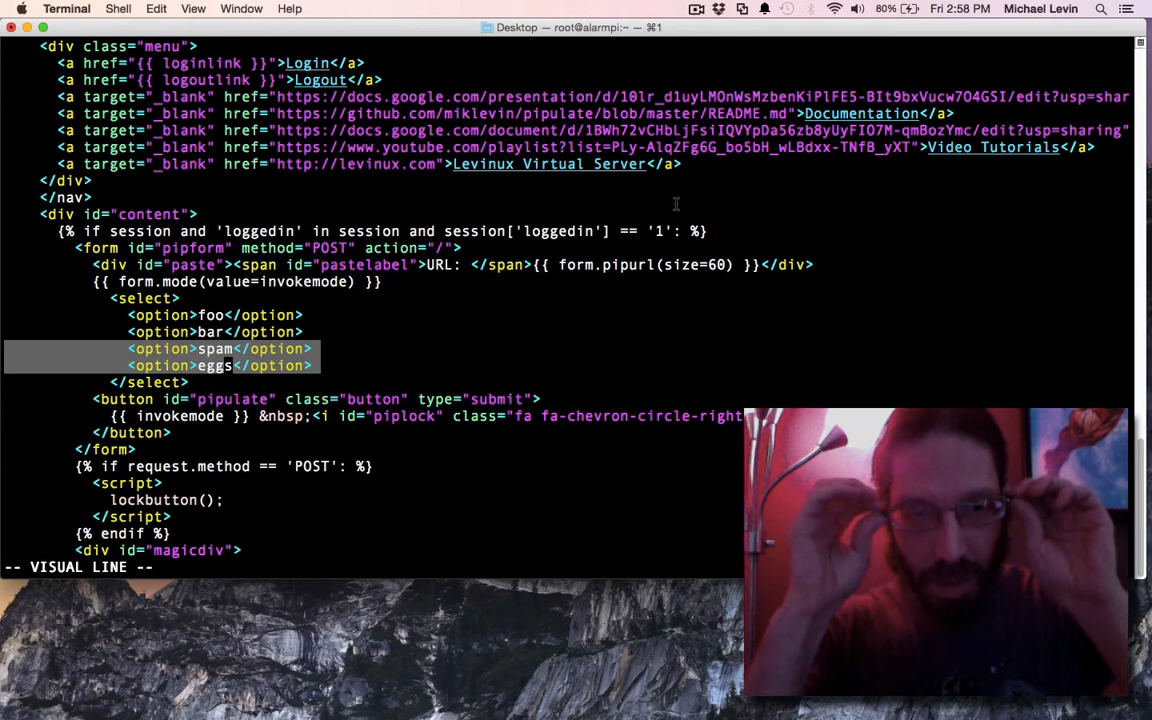 Terminal Shell Edit View Window Help 80% Fri 2:58 PM Michael Levin
Desktop — root@alarmpi:~ — ⌘1
<div class="menu">
<a href="{{ loginlink }}">Login</a>
<a href="{{ logoutlink }}">Logout</a>
<a target="_blank" href="https://docs.google.com/presentation/d/10lr_d1uyLMOnWsMzbenKiPlFE5-BIt9bxVucw7O4GSI/edit?usp=shar
<a target="_blank" href="https://github.com/miklevin/pipulate/blob/master/README.md">Documentation</a>
<a target="_blank" href="https://docs.google.com/document/d/1BWh72vCHbLjFsiIQVYpDa56zb8yUyFIO7M-qmBozYmc/edit?usp=sharing"
<a target="_blank" href="https://www.youtube.com/playlist?list=PLy-AlqZFg6G_bo5bH_wLBdxx-TNfB_yXT">Video Tutorials</a>
<a target="_blank" href="http://levinux.com">Levinux Virtual Server</a>
</div>
</nav>
<div id="content">
{% if session and 'loggedin' in session and session['loggedin'] == '1': %}
<form id="pipform" method="POST" action="/">
<div id="paste"><span id="pastelabel">URL: </span>{{ form.pipurl(size=60) }}</div>
{{ form.mode(value=invokemode) }}
<select>
<option>foo</option>
<option>bar</option>
<option>spam</option>
<option>eggs</option>
</select>
<button id="pipulate" class="button" type="submit">
{{ invokemode }} &nbsp;<i id="piplock" class="fa fa-chevron-circle-right
</button>
</form>
{% if request.method == 'POST': %}
<script>
lockbutton();
</script>
{% endif %}
<div id="magicdiv">
-- VISUAL LINE --